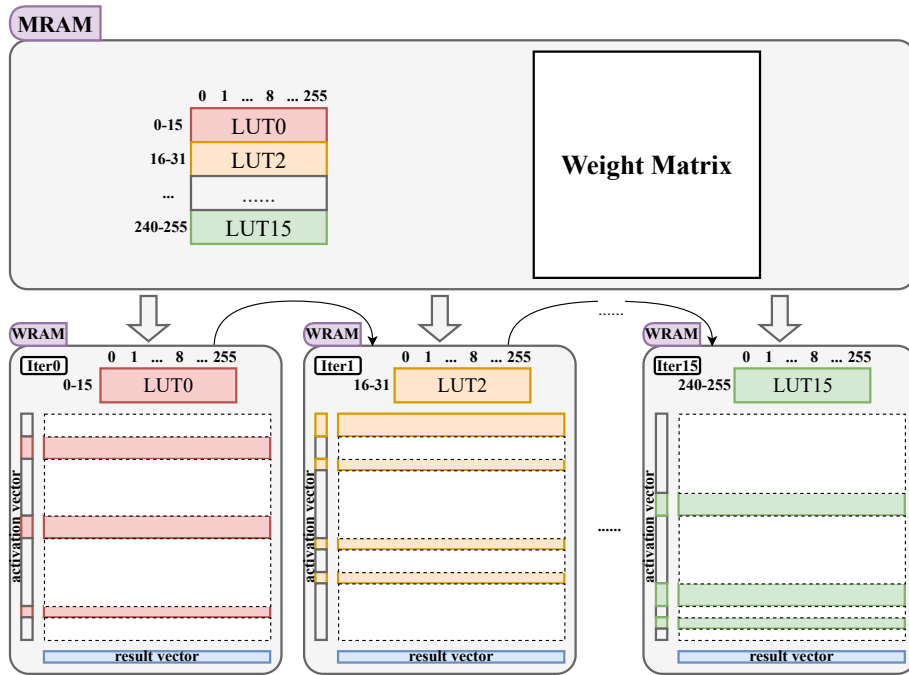 MRAM
0 1 ... 8 ... 255
0-15 LUT0
16-31 LUT2
... ......
240-255 LUT15
Weight Matrix
......
WRAM
Iter0
0 1 ... 8 ... 255
0-15 LUT0
activation vector
result vector
WRAM
Iter1
0 1 ... 8 ... 255
16-31 LUT2
activation vector
result vector
......
WRAM
Iter15
0 1 ... 8 ... 255
240-255 LUT15
activation vector
result vector